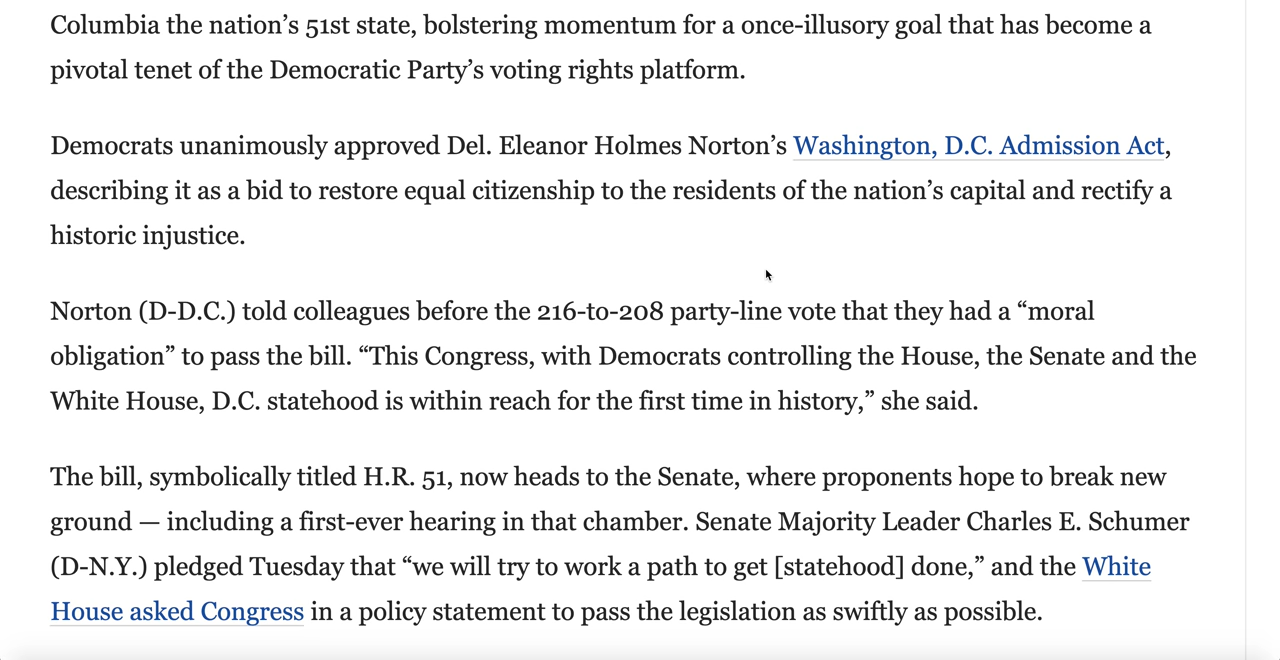 Columbia the nation’s 51st state, bolstering momentum for a once-illusory goal that has become a
pivotal tenet of the Democratic Party’s voting rights platform.
Democrats unanimously approved Del. Eleanor Holmes Norton’s Washington, D.C. Admission Act,
describing it as a bid to restore equal citizenship to the residents of the nation’s capital and rectify a
historic injustice.
Norton (D-D.C.) told colleagues before the 216-to-208 party-line vote that they had a “moral
obligation” to pass the bill. “This Congress, with Democrats controlling the House, the Senate and the
White House, D.C. statehood is within reach for the first time in history,” she said.
The bill, symbolically titled H.R. 51, now heads to the Senate, where proponents hope to break new
ground — including a first-ever hearing in that chamber. Senate Majority Leader Charles E. Schumer
(D-N.Y.) pledged Tuesday that “we will try to work a path to get [statehood] done,” and the White
House asked Congress in a policy statement to pass the legislation as swiftly as possible.